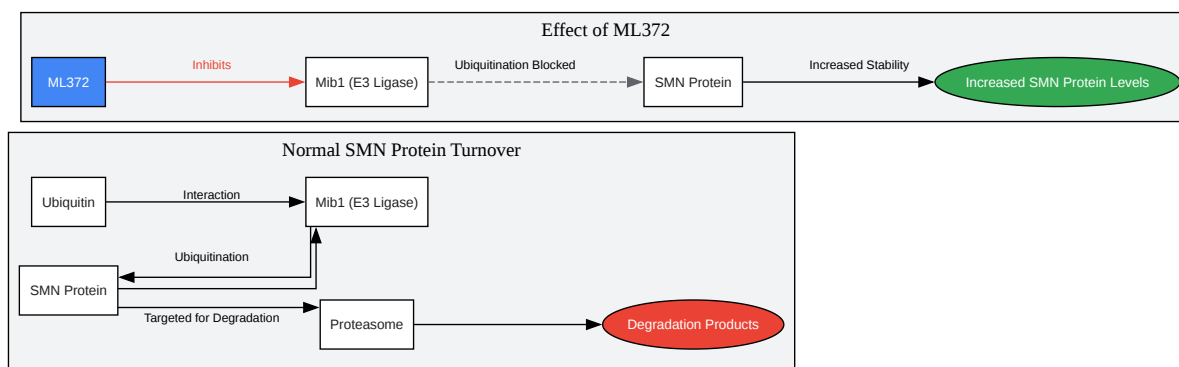 Effect of ML372
ML372
Inhibits
Mib1 (E3 Ligase)
Ubiquitination Blocked
SMN Protein
Increased Stability
Increased SMN Protein Levels
Normal SMN Protein Turnover
Ubiquitin
Interaction
Mib1 (E3 Ligase)
Ubiquitination
SMN Protein
Targeted for Degradation
Proteasome
Degradation Products